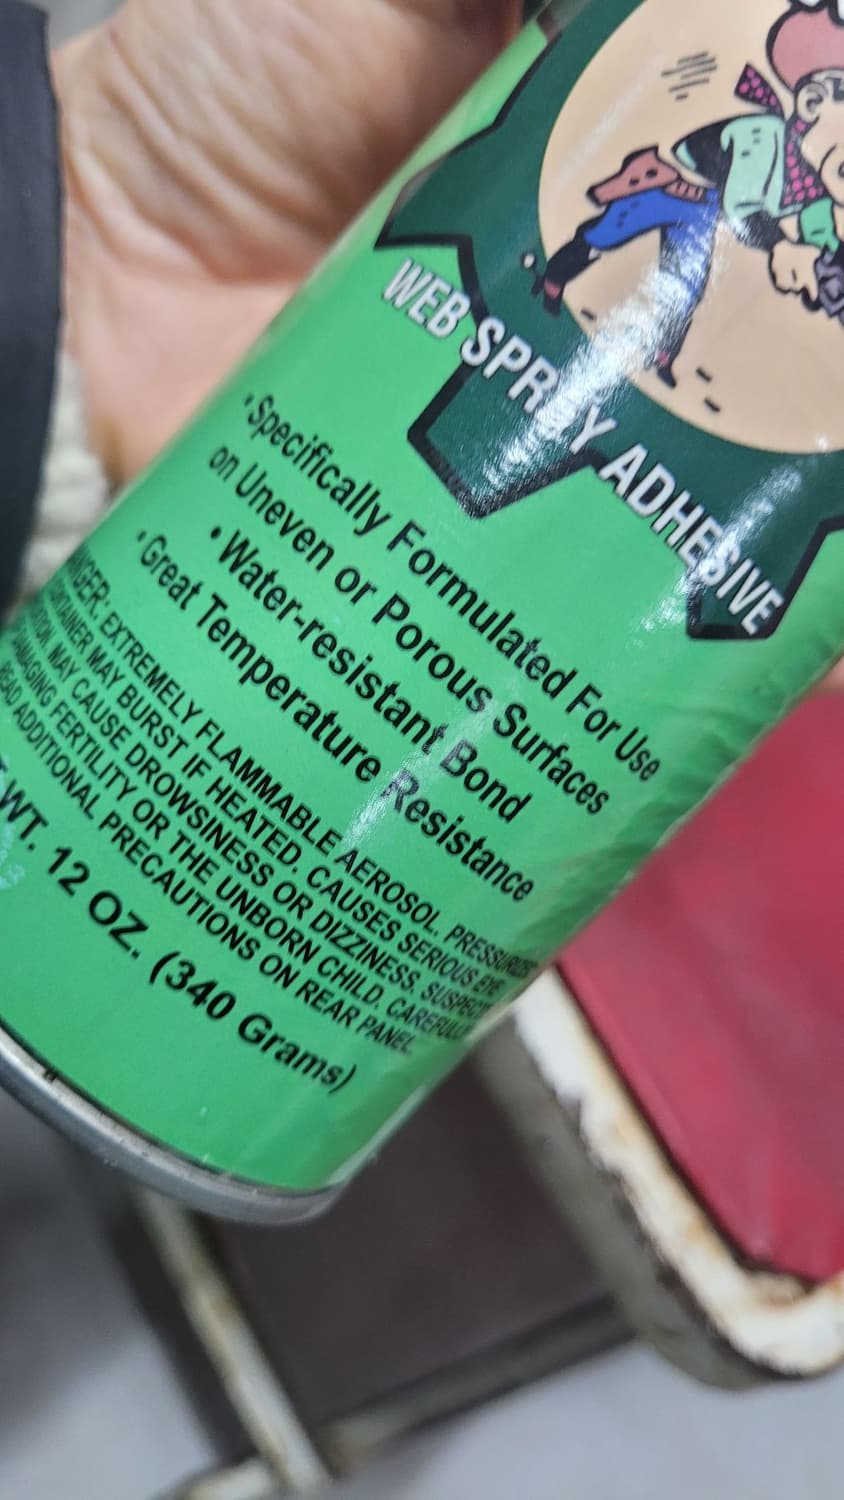 WEB SPRAY ADHESIVE
•Specifically Formulated For Use
on Uneven or Porous Surfaces
•Water-resistant Bond
•Great Temperature Resistance
EXTREMELY FLAMMABLE AEROSOL.
MAY BURST IF HEATED. CAUSES SERIOUS EYE
MAY CAUSE DROWSINESS OR DIZZINESS.
FERTILITY OR THE UNBORN CHILD.
ADDITIONAL PRECAUTIONS ON REAR PANEL.
WT. 12 OZ. (340 Grams)